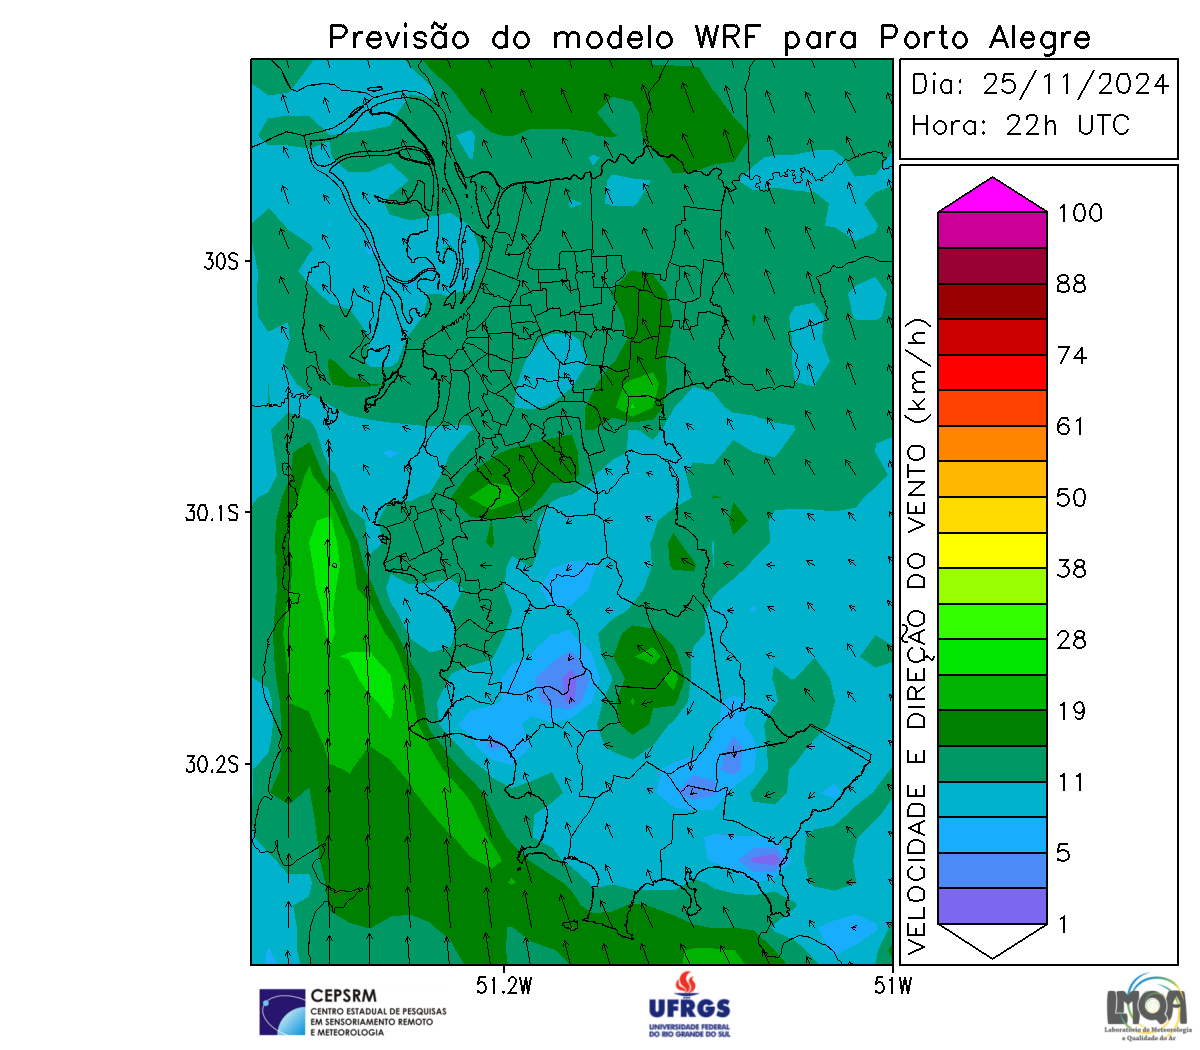 Previsão do modelo WRF para Porto Alegre
Dia: 25/11/2024
Hora: 22h UTC
30S
30.1S
30.2S
51.2W
51W
VELOCIDADE E DIREÇÃO DO VENTO (km/h)
100
88
74
61
50
38
28
19
11
5
1
CEPSRM
CENTRO ESTADUAL DE PESQUISAS
EM SENSORIAMENTO REMOTO
E METEOROLOGIA
UFRGS
UNIVERSIDADE FEDERAL
DO RIO GRANDE DO SUL
LMQA
Laboratório de Meteorologia
e Qualidade do Ar